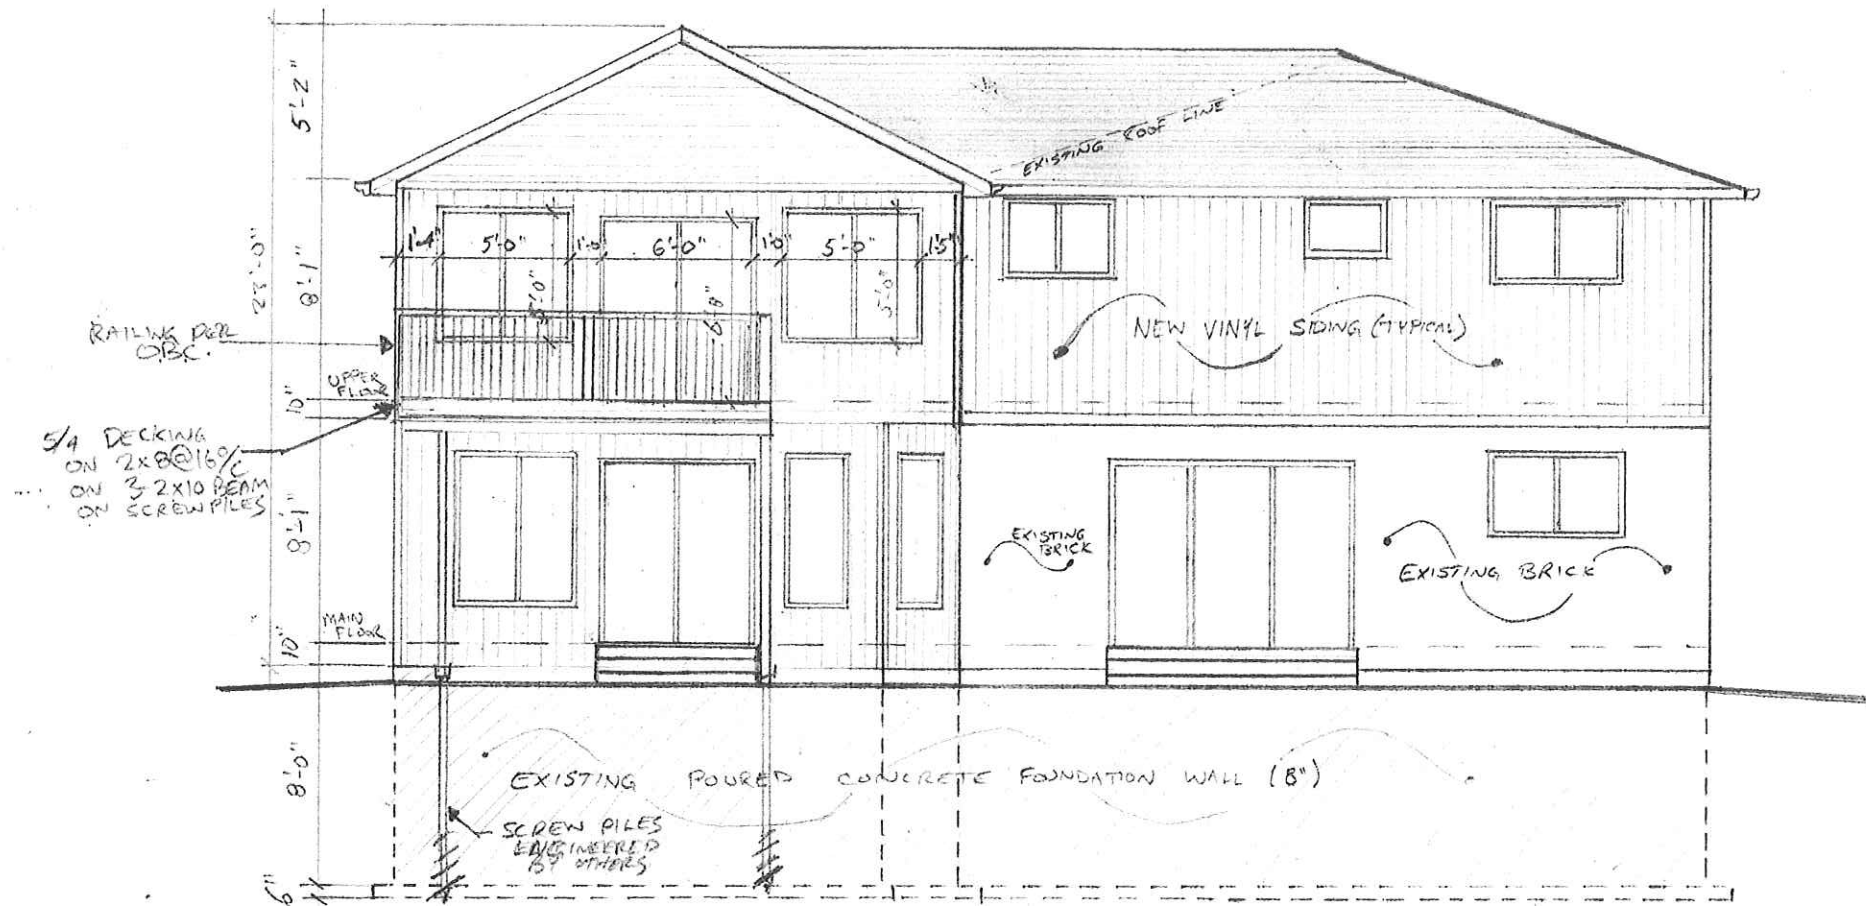 5'-2"
EXISTING ROOF LINE
23'-0"
8'-1"
1'-4"
5'-0"
1'-0"
6'-0"
1'0"
5'-0"
1'5"
5'-0"
6'-8"
5'-0"
RAILING PER
OBC.
NEW VINYL SIDING (TYPICAL)
UPPER
FLOOR
10"
5/4 DECKING
ON 2x8@16"/c
ON 3-2x10 BEAM
ON SCREWPILES
8'-1"
EXISTING
BRICK
EXISTING BRICK
MAIN
FLOOR
10"
8'-0"
EXISTING POURED CONCRETE FOUNDATION WALL (8")
SCREW PILES
ENGINEERED
BY OTHERS
6"